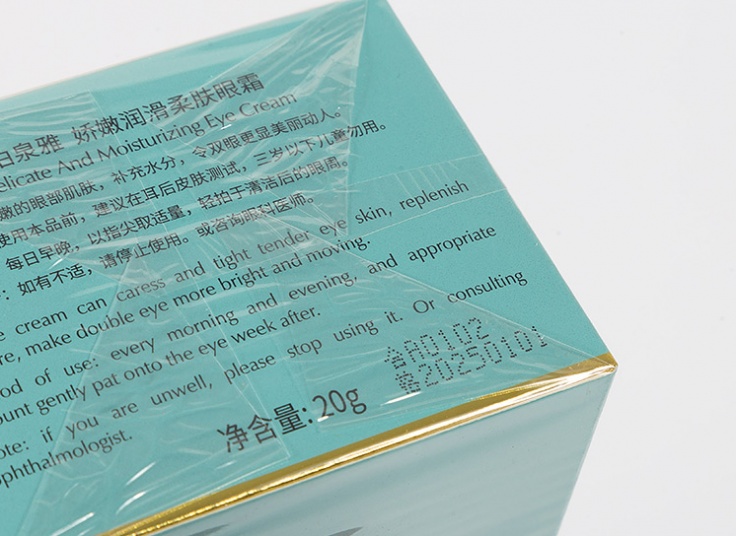 泉雅 娇嫩润滑柔肤眼霜
elicate And Moisturizing Eye Cream
嫩的眼部肌肤，补充水分，令双眼更显美丽动人。
使用本品前，建议在耳后皮肤测试，三岁以下儿童勿用。
每日早晚，以指尖取适量，轻拍于清洁后的眼周。
：如有不适，请停止使用。或咨询眼科医师。
e cream can caress and tight tender eye skin, replenish
re, make double eye more bright and moving.
od of use: every morning and evening, and appropriate
ount gently pat onto the eye week after.
ote: if you are unwell, please stop using it. Or consulting
ophthalmologist.
净含量: 20g
AR0102
20250101